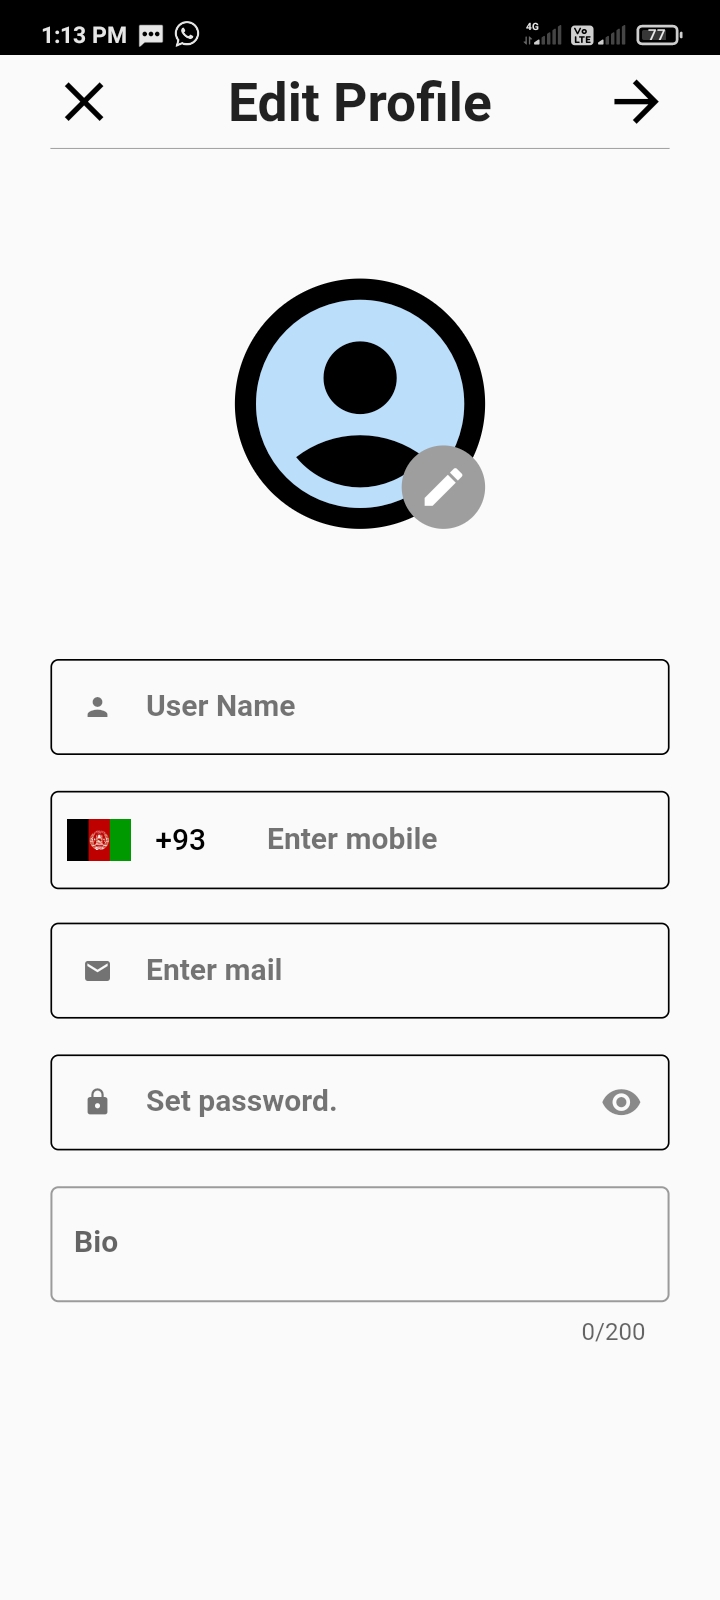 1:13 PM 4G Vo LTE 77
Edit Profile
User Name
+93 Enter mobile
Enter mail
Set password.
Bio
0/200